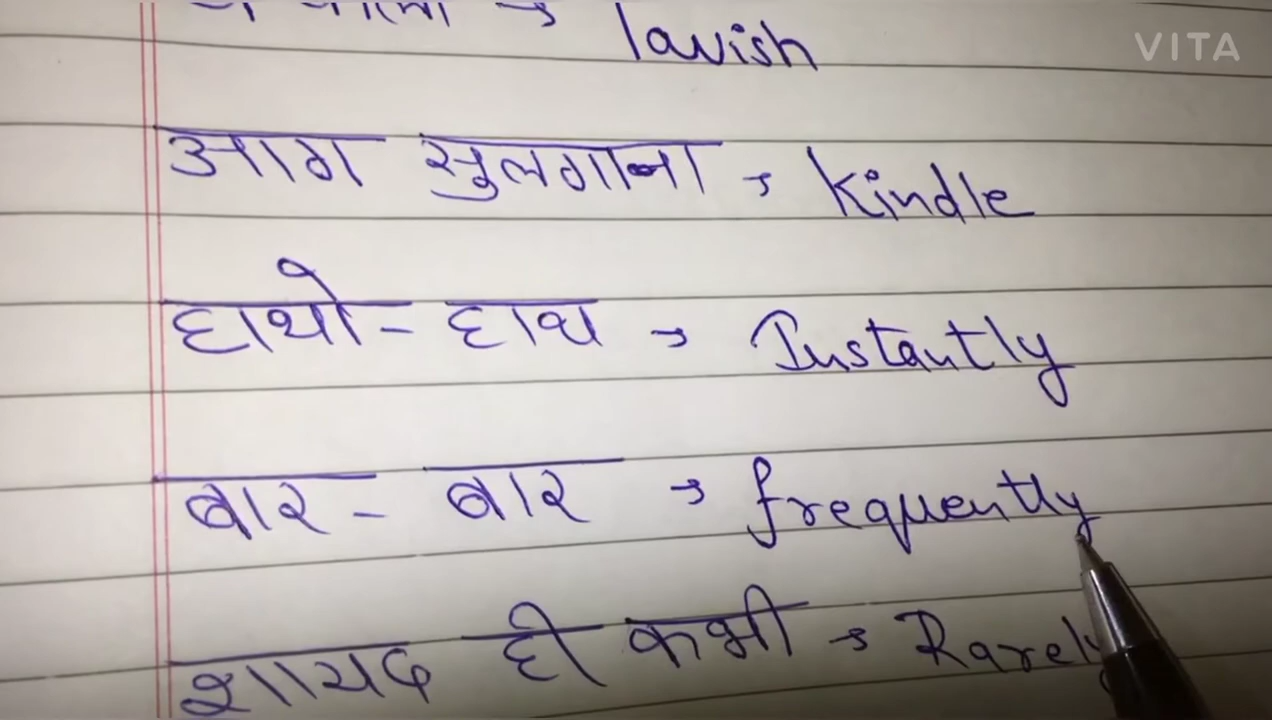 → lavish
VITA
आग सुलगाना → Kindle
हाथो - हाथ → Instantly
बार - बार → frequently
शायद ही कभी → Rarely